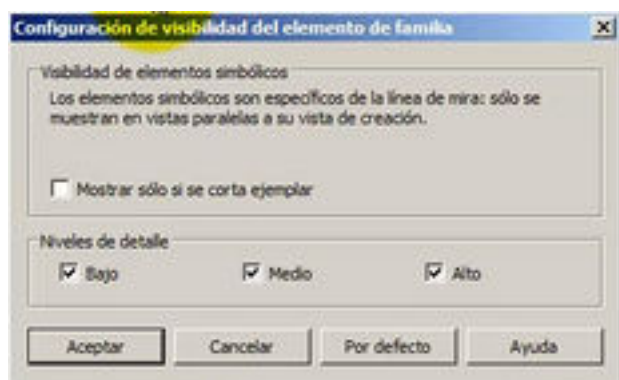 Configuración de visibilidad del elemento de familia
Visibilidad de elementos simbólicos
Los elementos simbólicos son específicos de la línea de mira: sólo se
muestran en vistas paralelas a su vista de creación.
Mostrar sólo si se corta ejemplar
Niveles de detalle
Bajo Medio Alto
Aceptar Cancelar Por defecto Ayuda